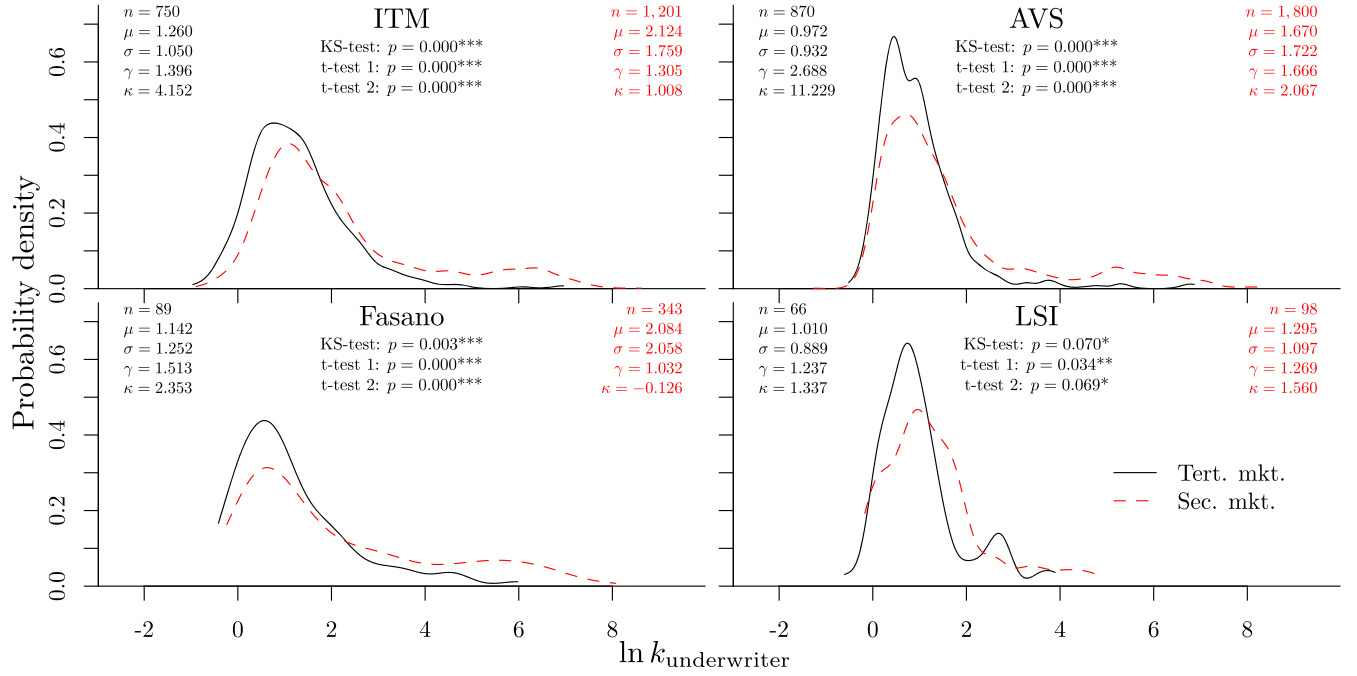 n = 750
μ = 1.260
σ = 1.050
γ = 1.396
κ = 4.152
ITM
KS-test: p = 0.000***
t-test 1: p = 0.000***
t-test 2: p = 0.000***
n = 1,201
μ = 2.124
σ = 1.759
γ = 1.305
κ = 1.008
n = 870
μ = 0.972
σ = 0.932
γ = 2.688
κ = 11.229
AVS
KS-test: p = 0.000***
t-test 1: p = 0.000***
t-test 2: p = 0.000***
n = 1,800
μ = 1.670
σ = 1.722
γ = 1.666
κ = 2.067
0.6
0.4
0.2
0.0
Probability density
n = 89
μ = 1.142
σ = 1.252
γ = 1.513
κ = 2.353
Fasano
KS-test: p = 0.003***
t-test 1: p = 0.000***
t-test 2: p = 0.000***
n = 343
μ = 2.084
σ = 2.058
γ = 1.032
κ = −0.126
n = 66
μ = 1.010
σ = 0.889
γ = 1.237
κ = 1.337
LSI
KS-test: p = 0.070*
t-test 1: p = 0.034**
t-test 2: p = 0.069*
n = 98
μ = 1.295
σ = 1.097
γ = 1.269
κ = 1.560
Tert. mkt.
Sec. mkt.
0.6
0.4
0.2
0.0
-2 0 2 4 6 8
-2 0 2 4 6 8
ln k underwriter